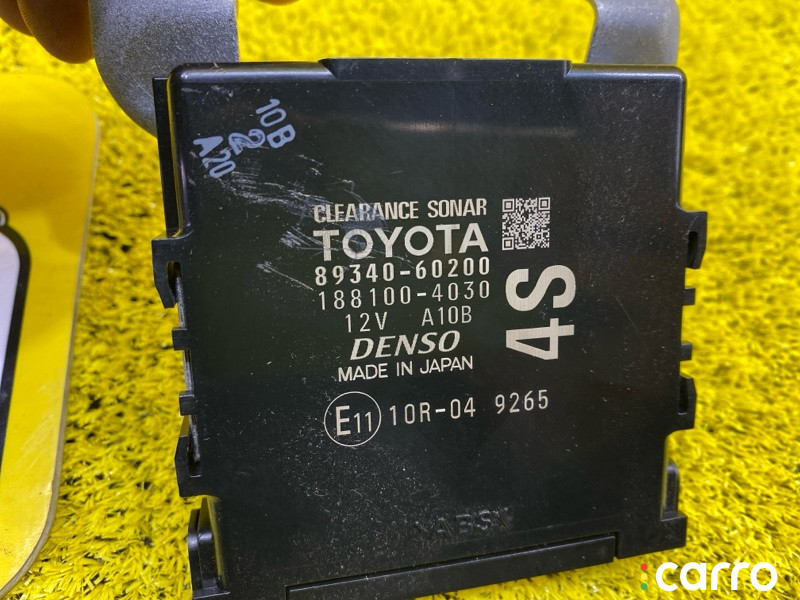 10B
2
A20
CLEARANCE SONAR
TOYOTA
89340-60200
188100-4030
12V A10B
DENSO
MADE IN JAPAN
4S
E11 10R-04 9265
>ABS<
carro